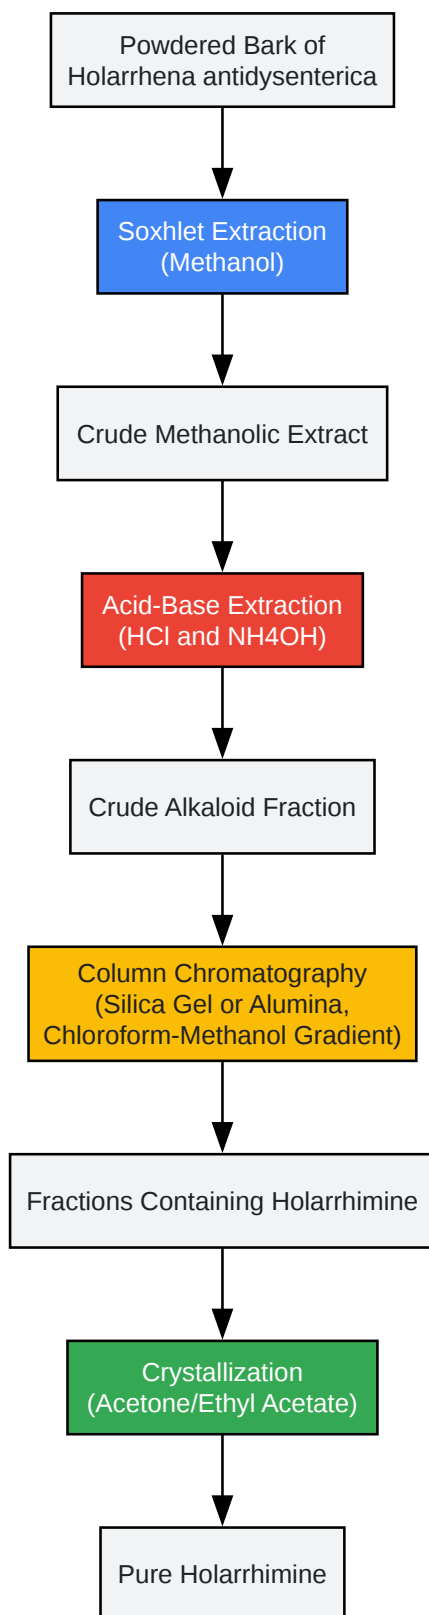 Powdered Bark of
Holarrhena antidysenterica
Soxhlet Extraction
(Methanol)
Crude Methanolic Extract
Acid-Base Extraction
(HCl and NH4OH)
Crude Alkaloid Fraction
Column Chromatography
(Silica Gel or Alumina,
Chloroform-Methanol Gradient)
Fractions Containing Holarrhimine
Crystallization
(Acetone/Ethyl Acetate)
Pure Holarrhimine